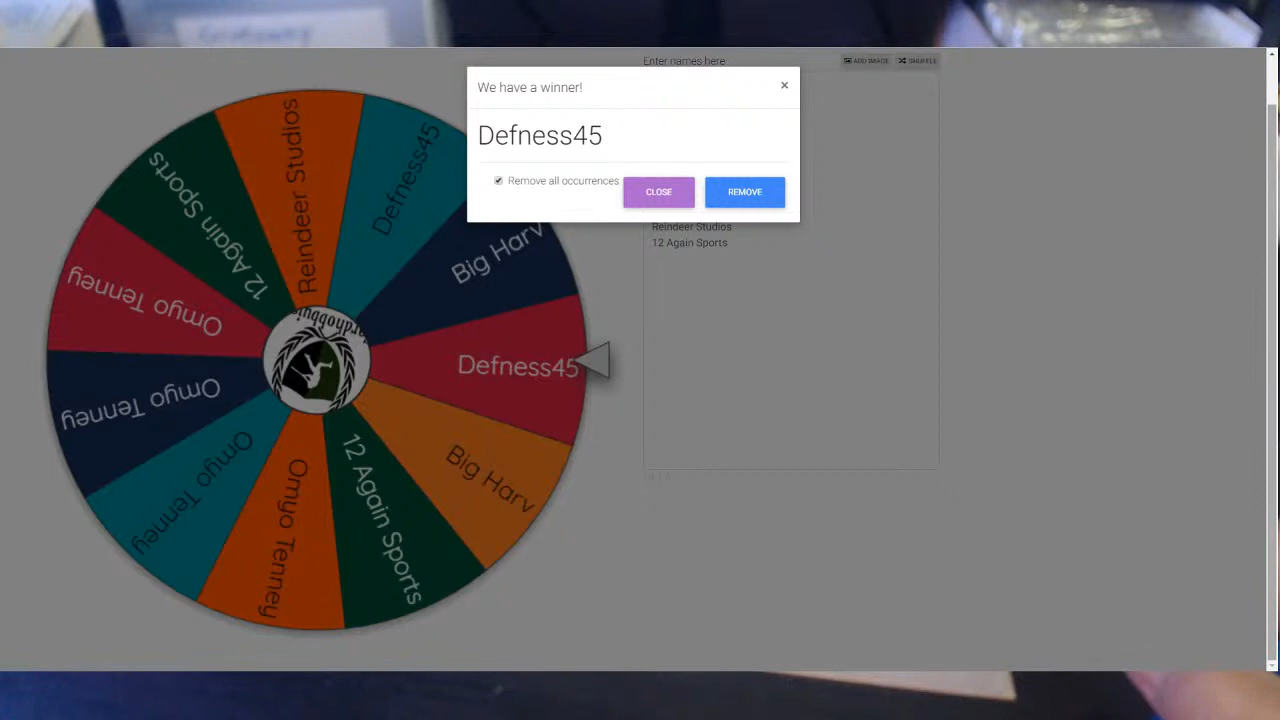 Giveaway
Enter names here
ADD IMAGE
SHUFFLE
We have a winner!
×
Defness45
Remove all occurrences
CLOSE
REMOVE
Reindeer Studios
12 Again Sports
Reindeer Studios
Defness45
Big Harv
Defness45
Big Harv
12 Again Sports
Omyo Tenney
Omyo Tenney
Omyo Tenney
Omyo Tenney
12 Again Sports